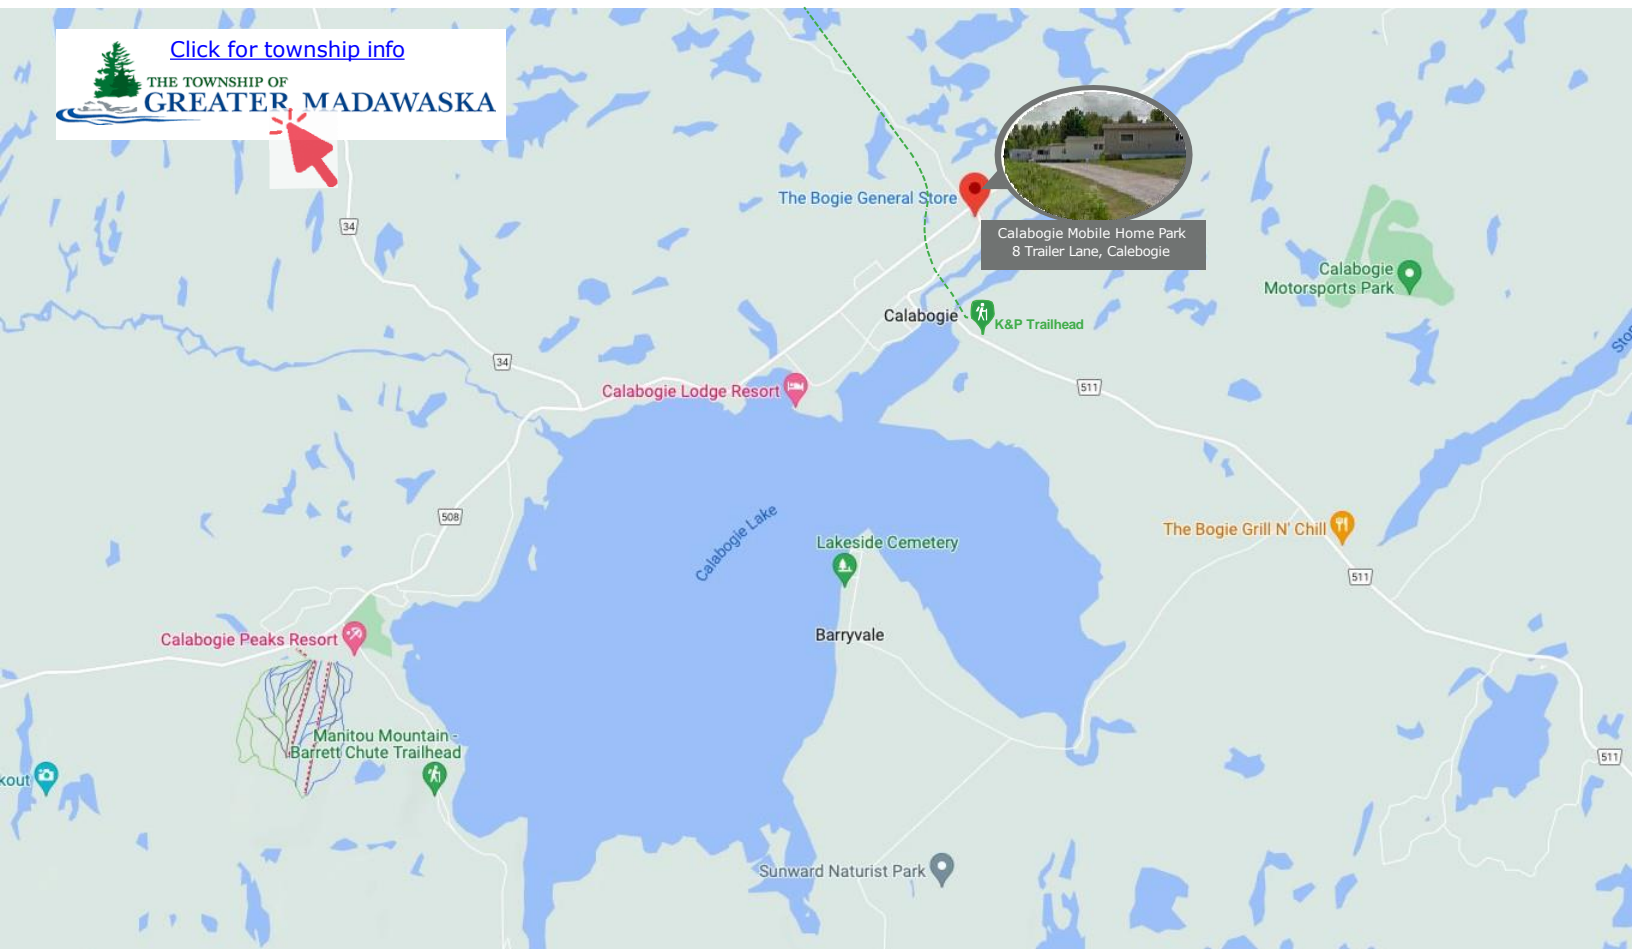 Click for township info
THE TOWNSHIP OF
GREATER MADAWASKA
The Bogie General Store
Calabogie Mobile Home Park
8 Trailer Lane, Calebogie
34
Calabogie
Motorsports Park
Calabogie
K&P Trailhead
34
Calabogie Lodge Resort
511
508
Calabogie Lake
The Bogie Grill N' Chill
Lakeside Cemetery
511
Barryvale
Calabogie Peaks Resort
Manitou Mountain -
Barrett Chute Trailhead
511
kout
Sunward Naturist Park